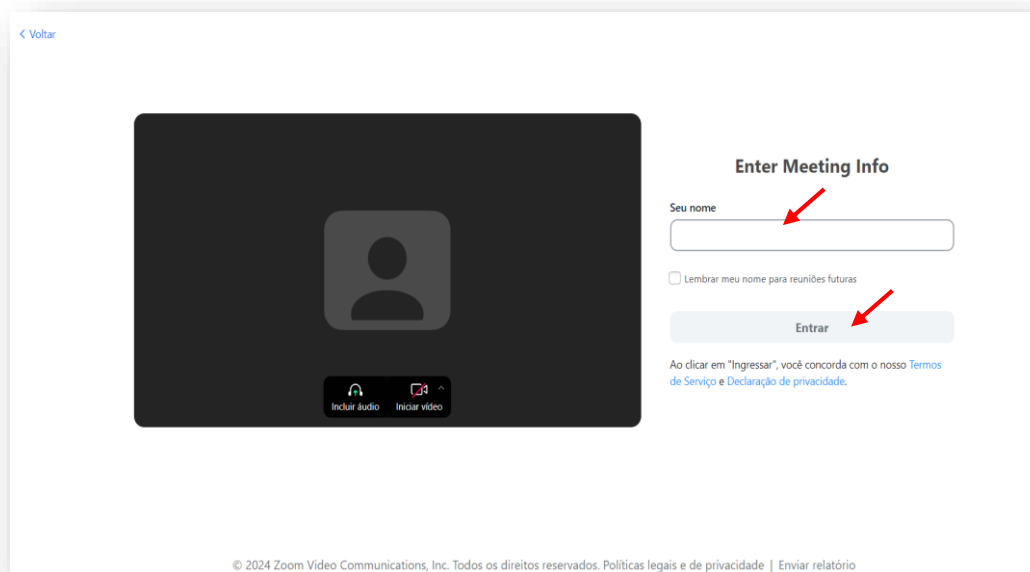 Voltar
Enter Meeting Info
Seu nome
Lembrar meu nome para reuniões futuras
Entrar
Ao clicar em "Ingressar", você concorda com o nosso Termos
de Serviço e Declaração de privacidade.
Incluir áudio
Iniciar vídeo
© 2024 Zoom Video Communications, Inc. Todos os direitos reservados. Políticas legais e de privacidade | Enviar relatório